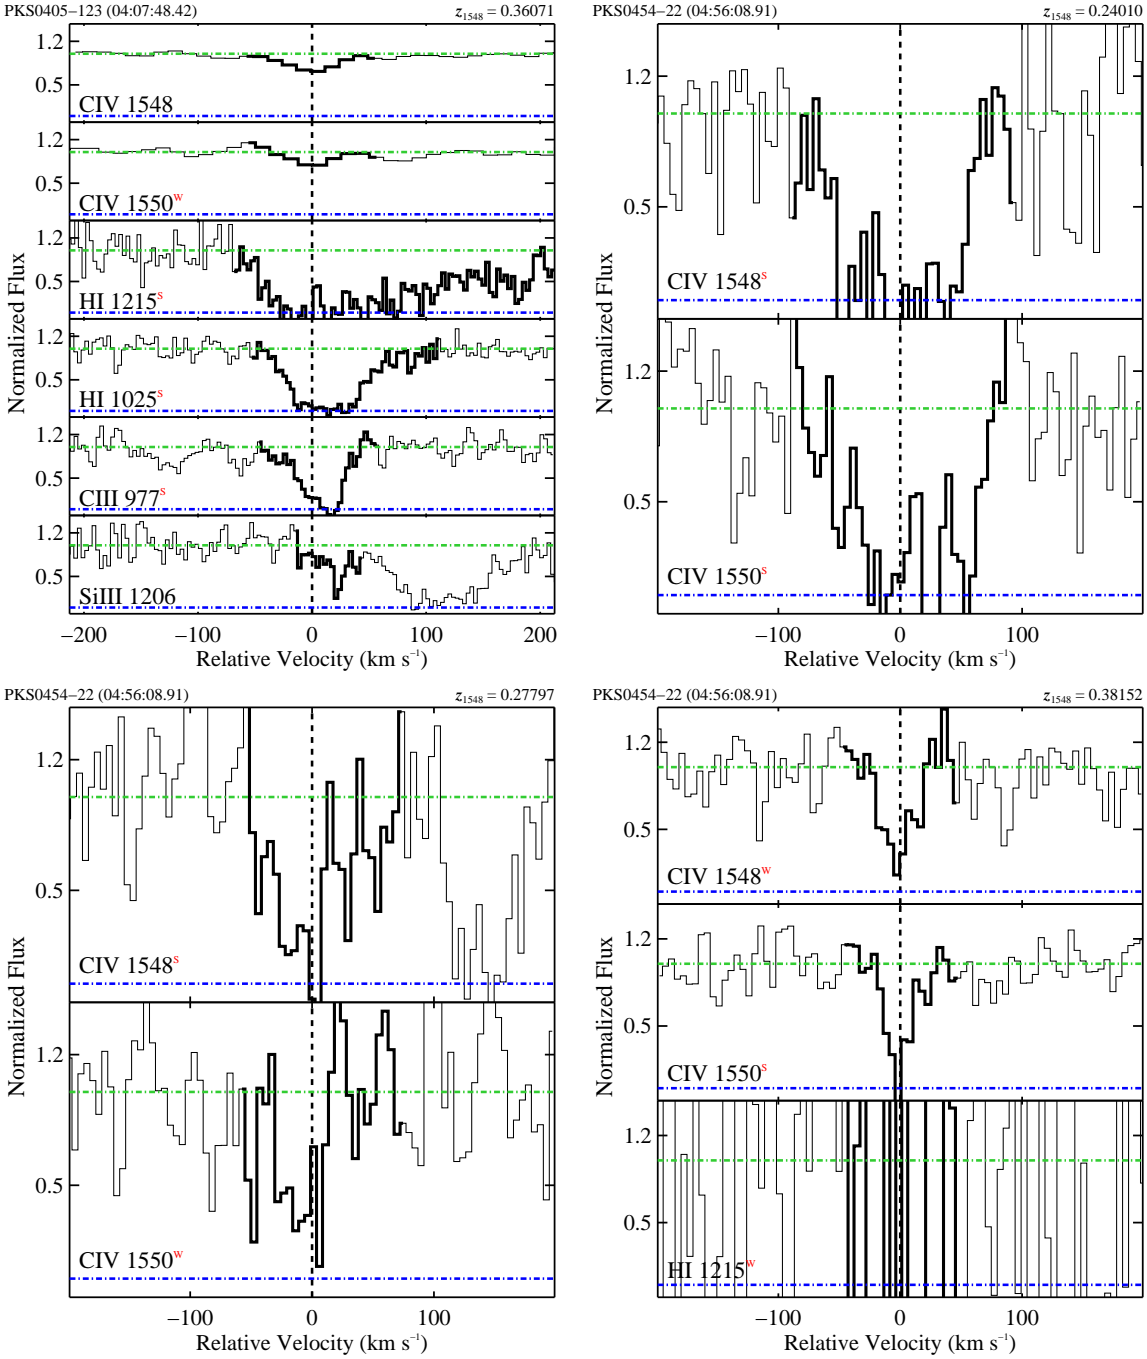 PKS0405−123 (04:07:48.42) z1548 = 0.36071
1.2
0.5
CIV 1548
1.2
0.5
CIV 1550w
1.2
0.5
HI 1215s
1.2
0.5
HI 1025s
1.2
0.5
CIII 977s
1.2
0.5
SiIII 1206
Normalized Flux
−200 −100 0 100 200
Relative Velocity (km s−1)
PKS0454−22 (04:56:08.91) z1548 = 0.24010
1.2
0.5
CIV 1548s
1.2
0.5
CIV 1550s
Normalized Flux
−100 0 100
Relative Velocity (km s−1)
PKS0454−22 (04:56:08.91) z1548 = 0.27797
1.2
0.5
CIV 1548s
1.2
0.5
CIV 1550w
Normalized Flux
−100 0 100
Relative Velocity (km s−1)
PKS0454−22 (04:56:08.91) z1548 = 0.38152
1.2
0.5
CIV 1548w
1.2
0.5
CIV 1550s
1.2
0.5
HI 1215w
Normalized Flux
−100 0 100
Relative Velocity (km s−1)